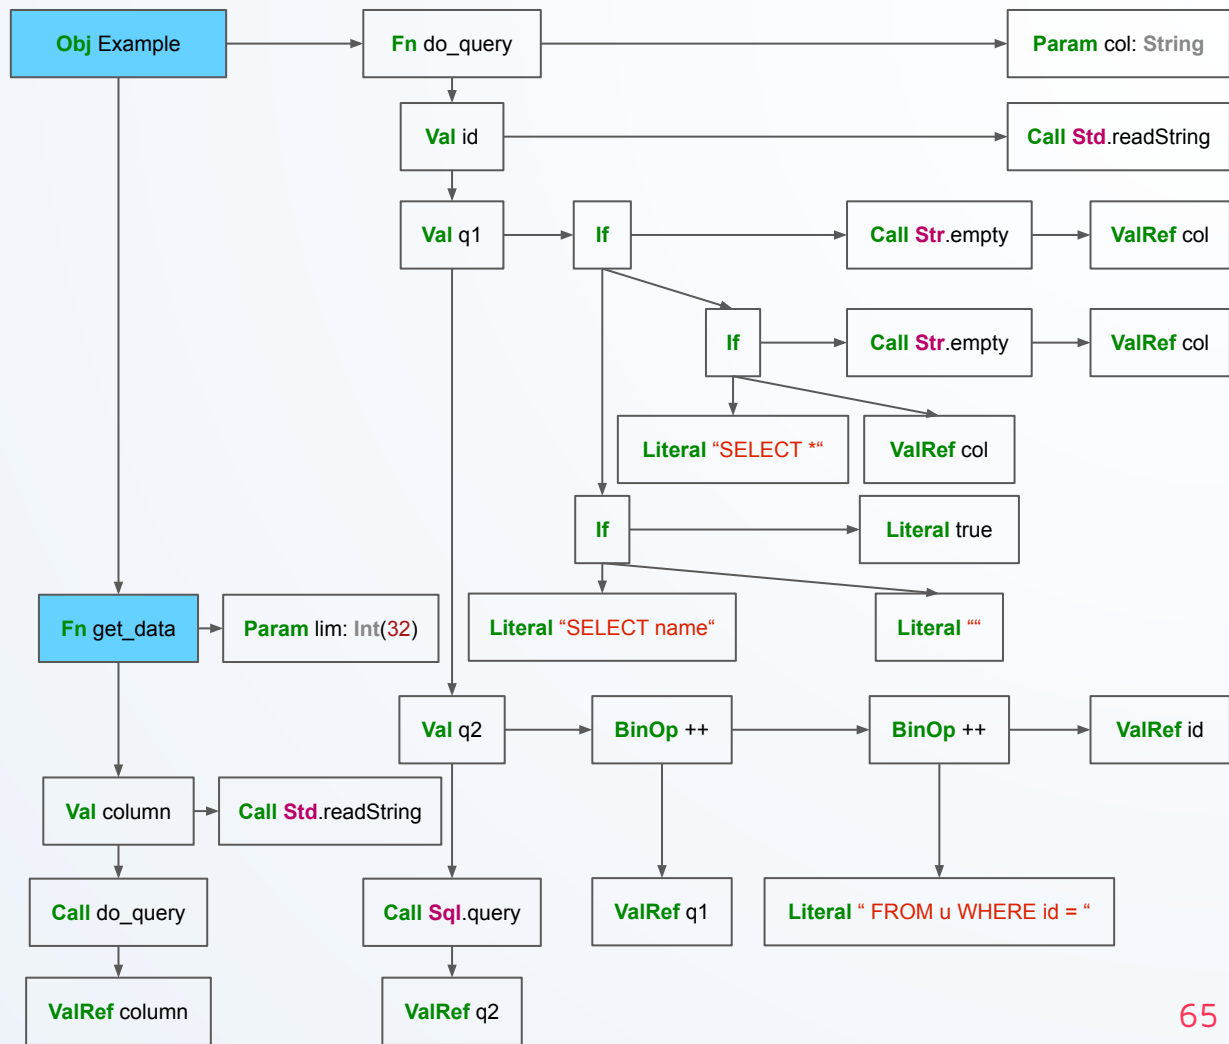 Obj Example
Fn do_query
Param col: String
Val id
Call Std.readString
Val q1
If
Call Str.empty
ValRef col
If
Call Str.empty
ValRef col
Literal “SELECT *“
ValRef col
If
Literal true
Fn get_data
Param lim: Int(32)
Literal “SELECT name“
Literal ““
Val q2
BinOp ++
BinOp ++
ValRef id
Val column
Call Std.readString
Call do_query
Call Sql.query
ValRef q1
Literal “ FROM u WHERE id = “
ValRef column
ValRef q2
65